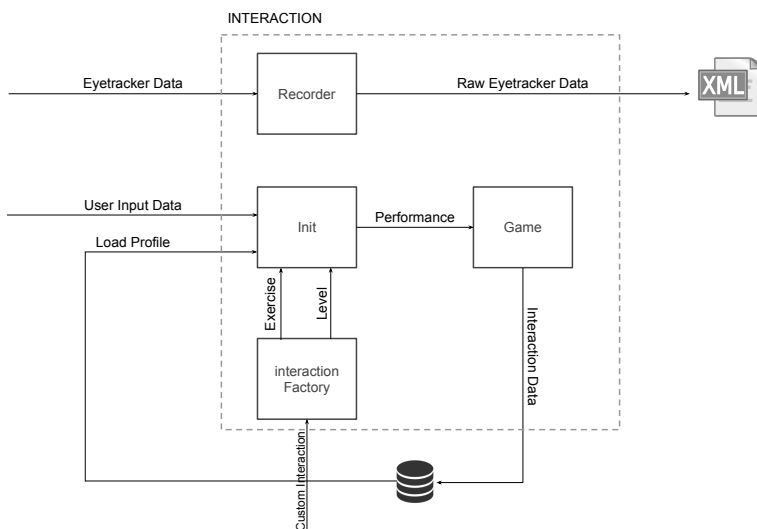 INTERACTION
Eyetracker Data
Recorder
Raw Eyetracker Data
XML
User Input Data
Load Profile
Init
Performance
Game
Exercise
Level
Interaction Data
interaction
Factory
Custom Interaction